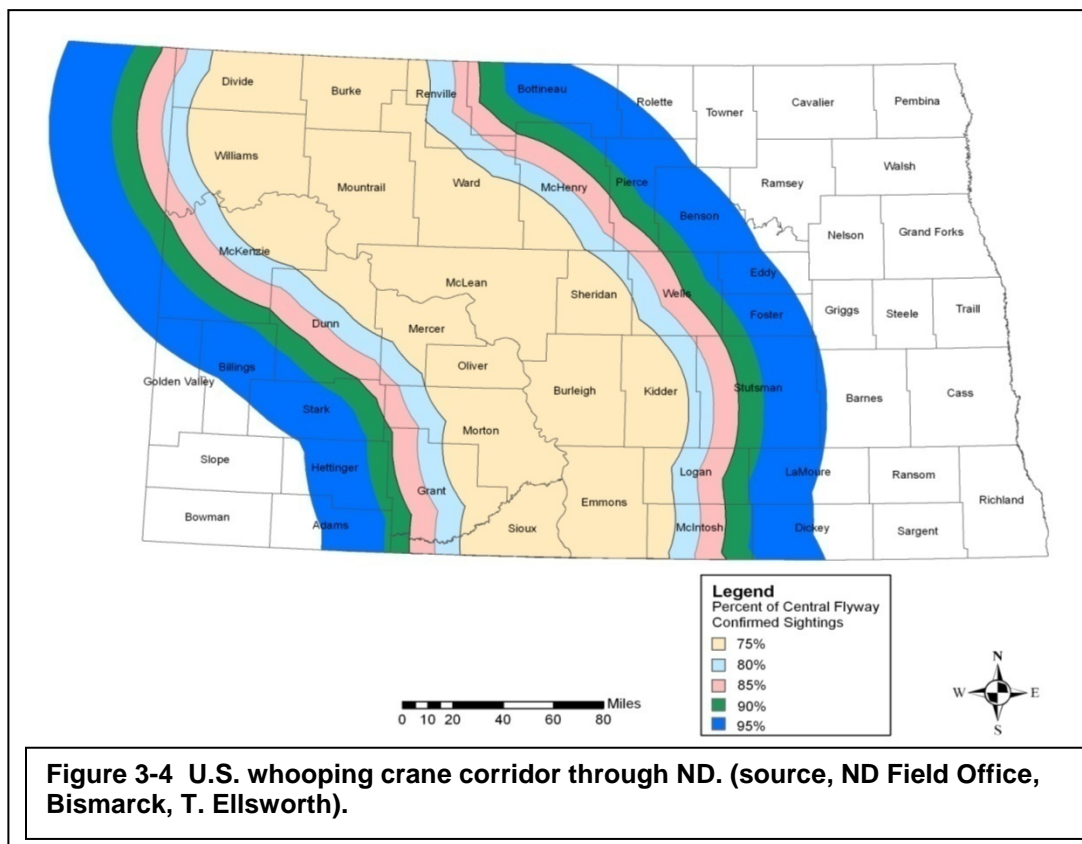 Divide
Burke
Renville
Bottineau
Rolette
Towner
Cavalier
Pembina
Williams
Mountrail
Ward
McHenry
Pierce
Benson
Ramsey
Walsh
Nelson
Grand Forks
McKenzie
McLean
Sheridan
Wells
Eddy
Foster
Griggs
Steele
Traill
Dunn
Mercer
Oliver
Burleigh
Kidder
Stutsman
Barnes
Cass
Golden Valley
Billings
Stark
Morton
Slope
Hettinger
Grant
Emmons
Logan
LaMoure
Ransom
Richland
Bowman
Adams
Sioux
McIntosh
Dickey
Sargent
Legend
Percent of Central Flyway
Confirmed Sightings
75%
80%
85%
90%
95%
Miles
0 5 10 20 40 60 80
N
W E
S
Figure 3-4 U.S. whooping crane corridor through ND. (source, ND Field Office,
Bismarck, T. Ellsworth).